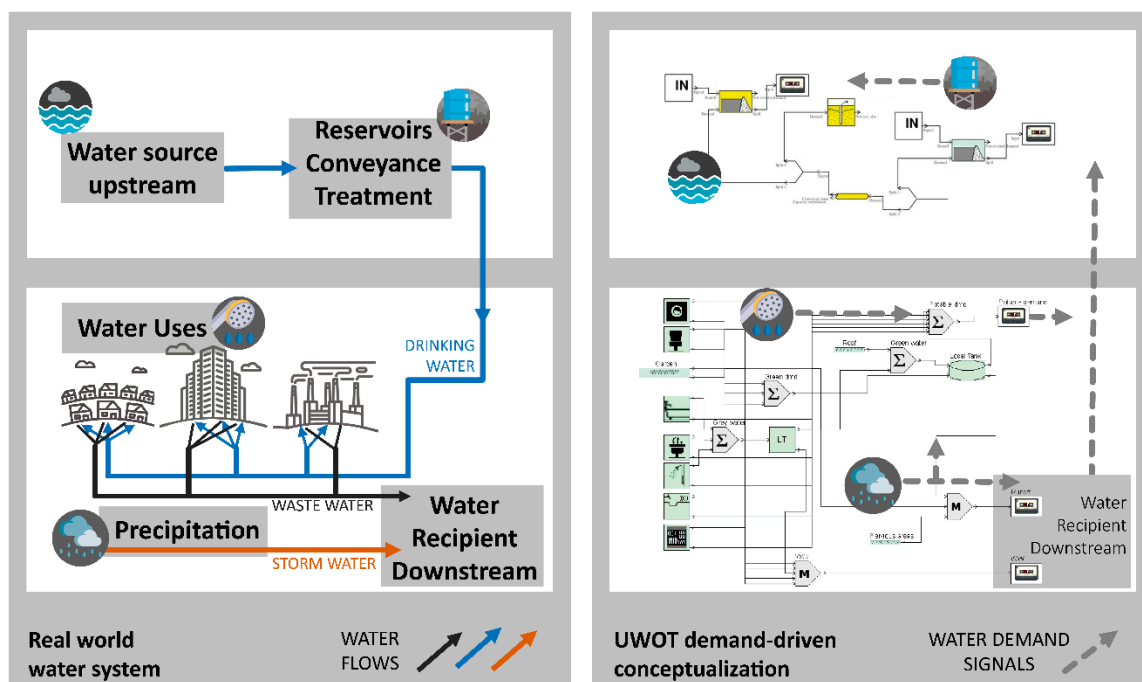 Water source
upstream
Reservoirs
Conveyance
Treatment
Water Uses
DRINKING
WATER
WASTE WATER
Precipitation
STORM WATER
Water
Recipient
Downstream
Real world
water system
WATER
FLOWS
IN
IN
Potable dmd
Roof
Green water
Local Tank
Garden
Green dmd
Grey water
Σ
Σ
Σ
Σ
LT
M
M
Runoff
Pervious areas
Water
Recipient
Downstream
UWOT demand-driven
conceptualization
WATER DEMAND
SIGNALS